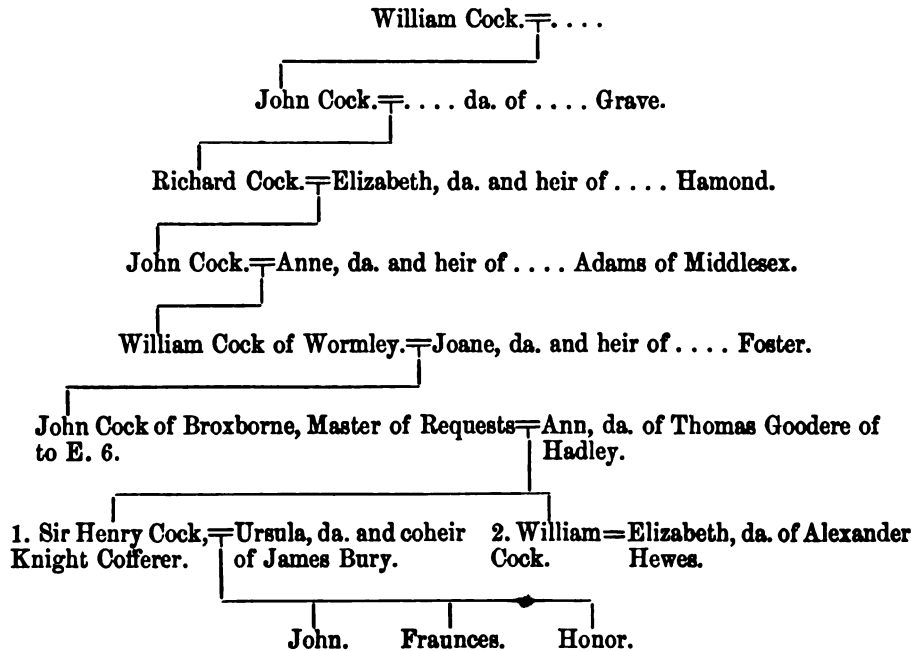 William Cock.=. . . .
John Cock.=. . . . da. of . . . . Grave.
Richard Cock.=Elizabeth, da. and heir of . . . . Hamond.
John Cock.=Anne, da. and heir of . . . . Adams of Middlesex.
William Cock of Wormley.=Joane, da. and heir of . . . . Foster.
John Cock of Broxborne, Master of Requests=Ann, da. of Thomas Goodere of
to E. 6. Hadley.
1. Sir Henry Cock,=Ursula, da. and coheir 2. William=Elizabeth, da. of Alexander
Knight Cofferer. of James Bury. Cock. Hewes.
John. Fraunces. Honor.